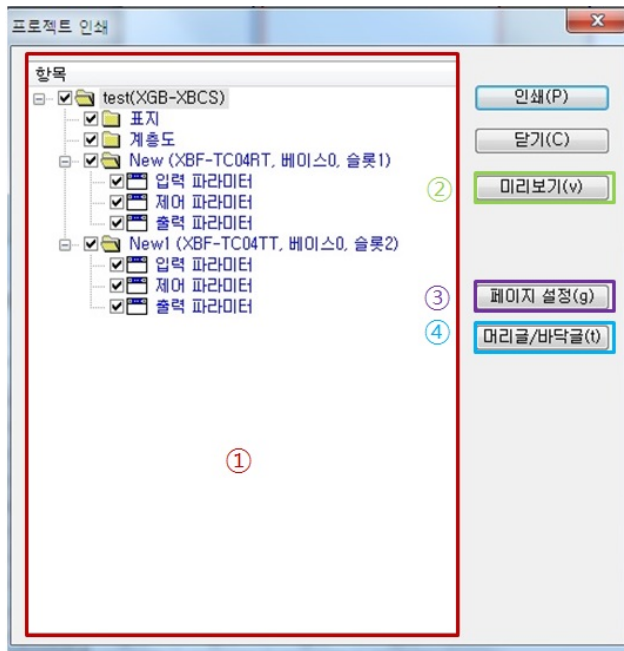 프로젝트 인쇄
항목
test(XGB-XBCS)
표지
계층도
New (XBF-TC04RT, 베이스0, 슬롯1)
입력 파라미터
제어 파라미터
출력 파라미터
New1 (XBF-TC04TT, 베이스0, 슬롯2)
입력 파라미터
제어 파라미터
출력 파라미터
①
인쇄(P)
닫기(C)
② 미리보기(v)
③ 페이지 설정(g)
④ 머리글/바닥글(t)